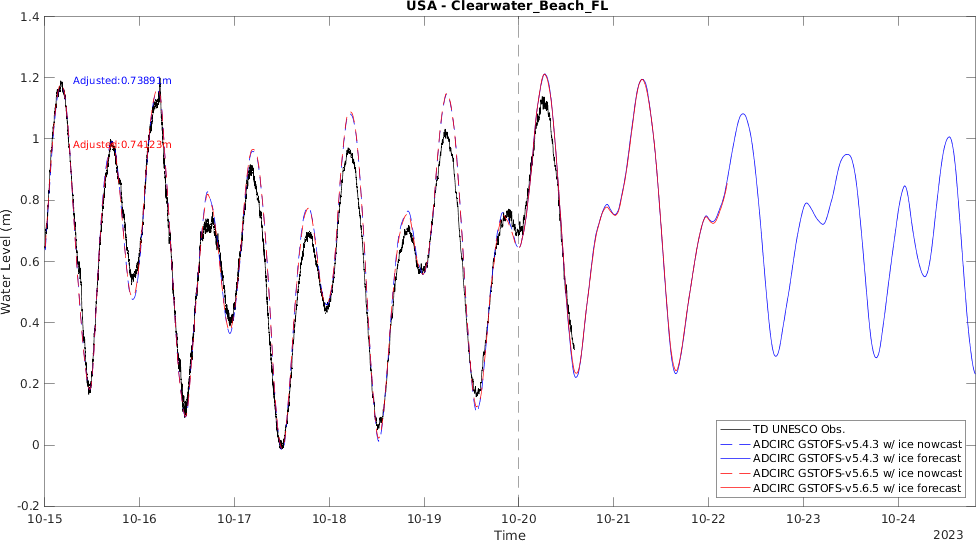 USA - Clearwater_Beach_FL
1.4
1.2
1
0.8
0.6
0.4
0.2
0
-0.2
Water Level (m)
Adjusted:0.73891m
Adjusted:0.74123m
TD UNESCO Obs.
ADCIRC GSTOFS-v5.4.3 w/ ice nowcast
ADCIRC GSTOFS-v5.4.3 w/ ice forecast
ADCIRC GSTOFS-v5.6.5 w/ ice nowcast
ADCIRC GSTOFS-v5.6.5 w/ ice forecast
10-15 10-16 10-17 10-18 10-19 10-20 10-21 10-22 10-23 10-24
Time
2023